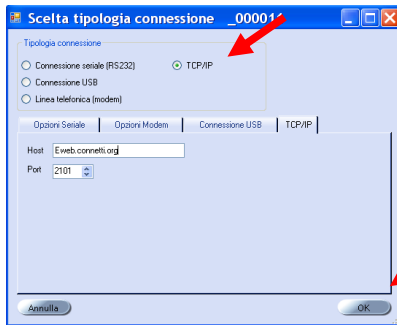 Scelta tipologia connessione _000014
Tipologia connessione
Connessione seriale (RS232) TCP/IP
Connessione USB
Linea telefonica (modem)
Opzioni Seriale Opzioni Modem Connessione USB TCP/IP
Host Eweb.connetti.org
Port 2101
Annulla OK